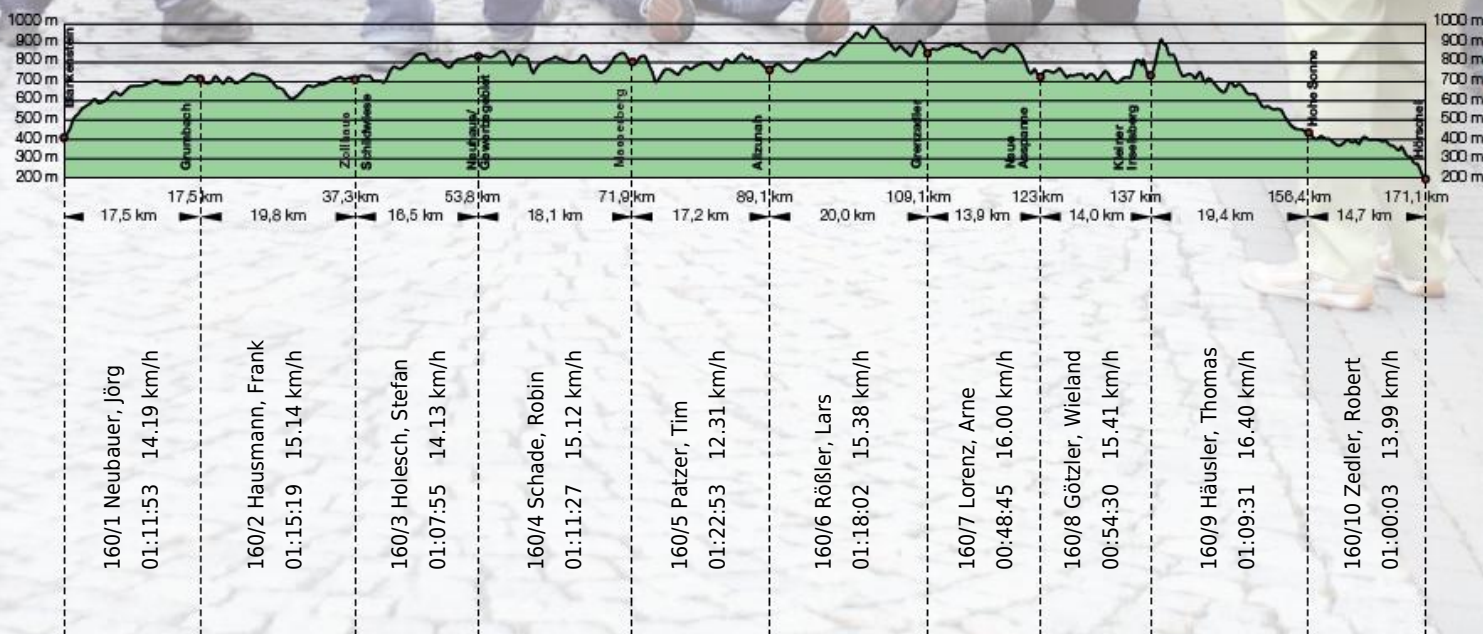 1000 m
900 m
800 m
700 m
600 m
500 m
400 m
300 m
200 m
1000 m
900 m
800 m
700 m
600 m
500 m
400 m
300 m
200 m
Blankenstein
Grumbach
Zollhaus
Schildwiese
Neuhaus/
Masserberg
Allzunah
Grenzadler
Neue
Ausspanne
Kleiner
Inselsberg
Hohe Sonne
Hörschel
17,5 km 37,3 km 53,8 km 71,9 km 89,1 km 109,1 km 123 km 137 km 156,4 km 171,1 km
17,5 km 19,8 km 16,5 km 18,1 km 17,2 km 20,0 km 13,9 km 14,0 km 19,4 km 14,7 km
160/1 Neubauer, Jörg
01:11:53 14.19 km/h
160/2 Hausmann, Frank
01:15:19 15.14 km/h
160/3 Holesch, Stefan
01:07:55 14.13 km/h
160/4 Schade, Robin
01:11:27 15.12 km/h
160/5 Patzer, Tim
01:22:53 12.31 km/h
160/6 Rößler, Lars
01:18:02 15.38 km/h
160/7 Lorenz, Arne
00:48:45 16.00 km/h
160/8 Götzler, Wieland
00:54:30 15.41 km/h
160/9 Häusler, Thomas
01:09:31 16.40 km/h
160/10 Zedler, Robert
01:00:03 13.99 km/h